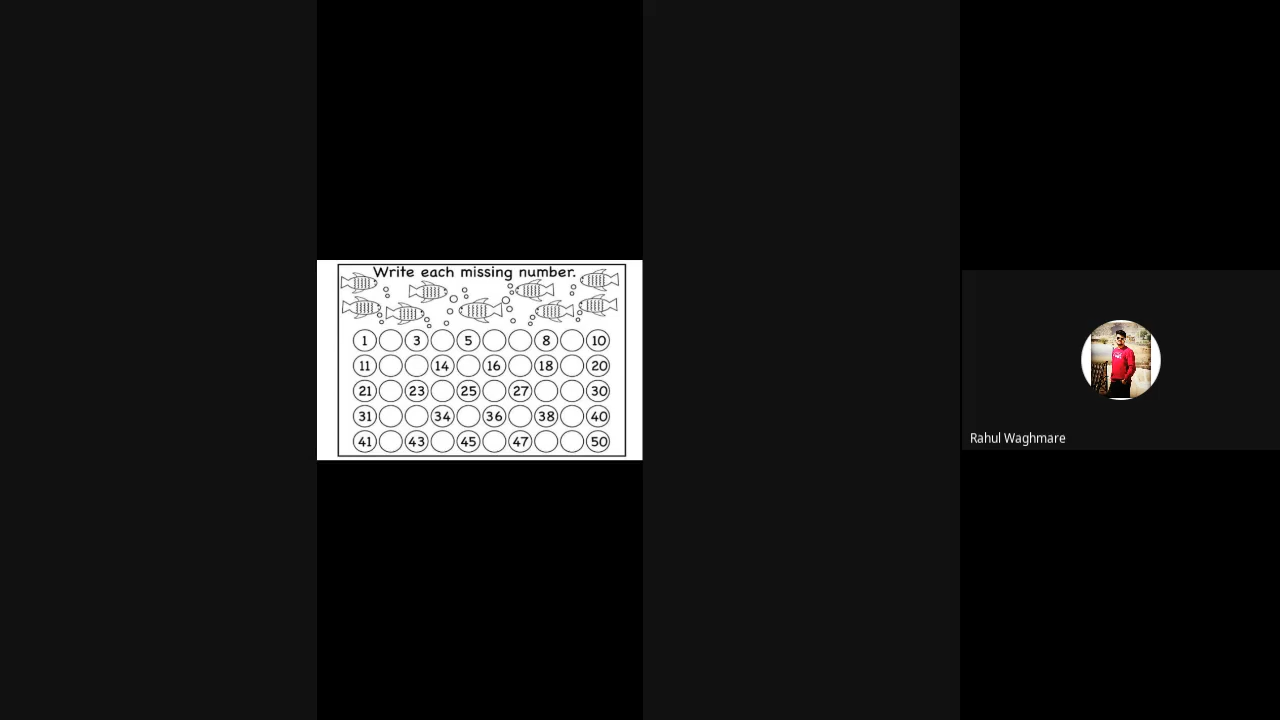 Write each missing number.
1 3 5 8 10
11 14 16 18 20
21 23 25 27 30
31 34 36 38 40
41 43 45 47 50
Rahul Waghmare